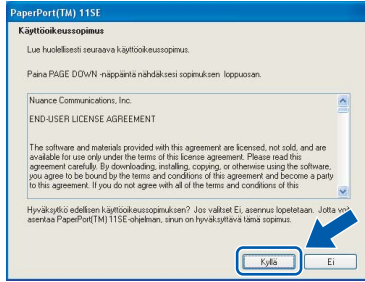 PaperPort(TM) 11SE
Käyttöoikeussopimus
Lue huolellisesti seuraava käyttöoikeussopimus.
Paina PAGE DOWN -näppäintä nähdäksesi sopimuksen loppuosan.
Nuance Communications, Inc.
END-USER LICENSE AGREEMENT
The software and materials provided with this agreement are licensed, not sold, and are
available for use only under the terms of this license agreement. Please read this
agreement carefully. By downloading, installing, copying, or otherwise using the software,
you agree to be bound by the terms and conditions of this agreement and become a party
to this agreement. If you do not agree with all of the terms and conditions of this
Hyväksytkö edellisen käyttöoikeussopimuksen? Jos valitset Ei, asennus lopetetaan. Jotta
asentaa PaperPort(TM) 11SE-ohjelman, sinun on hyväksyttävä tämä sopimus.
Kyllä
Ei